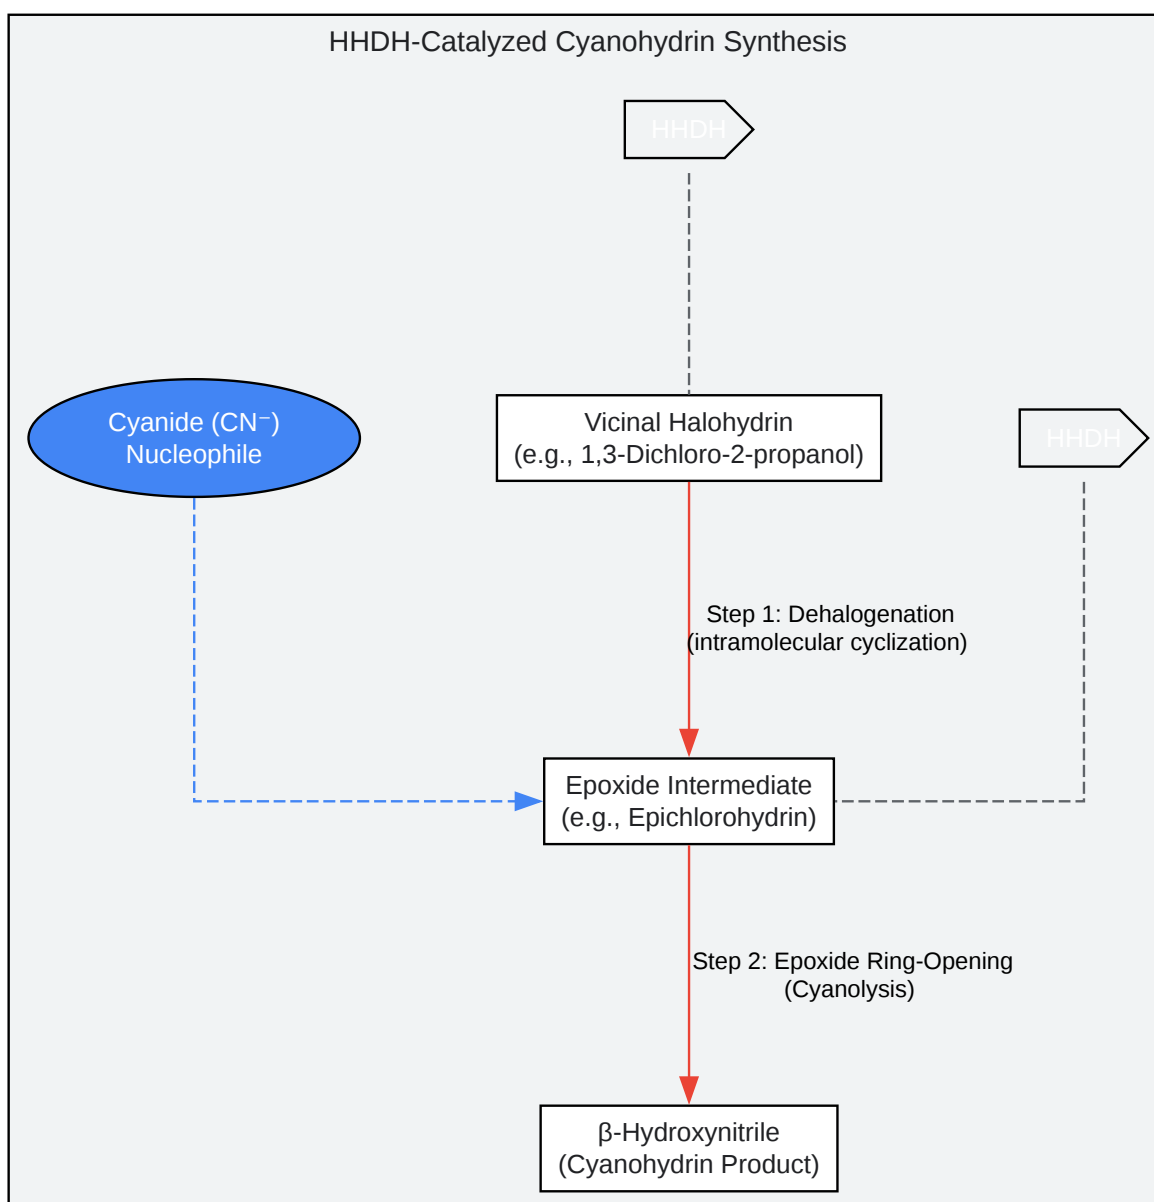 HHDH-Catalyzed Cyanohydrin Synthesis
HHDH
Cyanide (CN⁻)
Nucleophile
Vicinal Halohydrin
(e.g., 1,3-Dichloro-2-propanol)
HHDH
Step 1: Dehalogenation
(intramolecular cyclization)
Epoxide Intermediate
(e.g., Epichlorohydrin)
Step 2: Epoxide Ring-Opening
(Cyanolysis)
β-Hydroxynitrile
(Cyanohydrin Product)